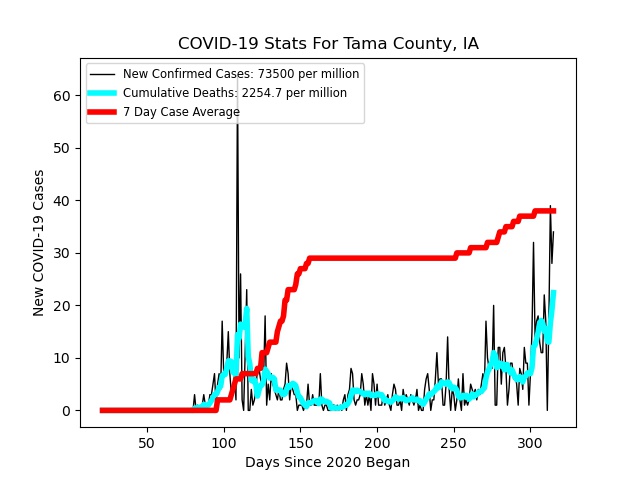 COVID-19 Stats For Tama County, IA
New Confirmed Cases: 73500 per million
Cumulative Deaths: 2254.7 per million
7 Day Case Average
New COVID-19 Cases
60
50
40
30
20
10
0
50 100 150 200 250 300
Days Since 2020 Began